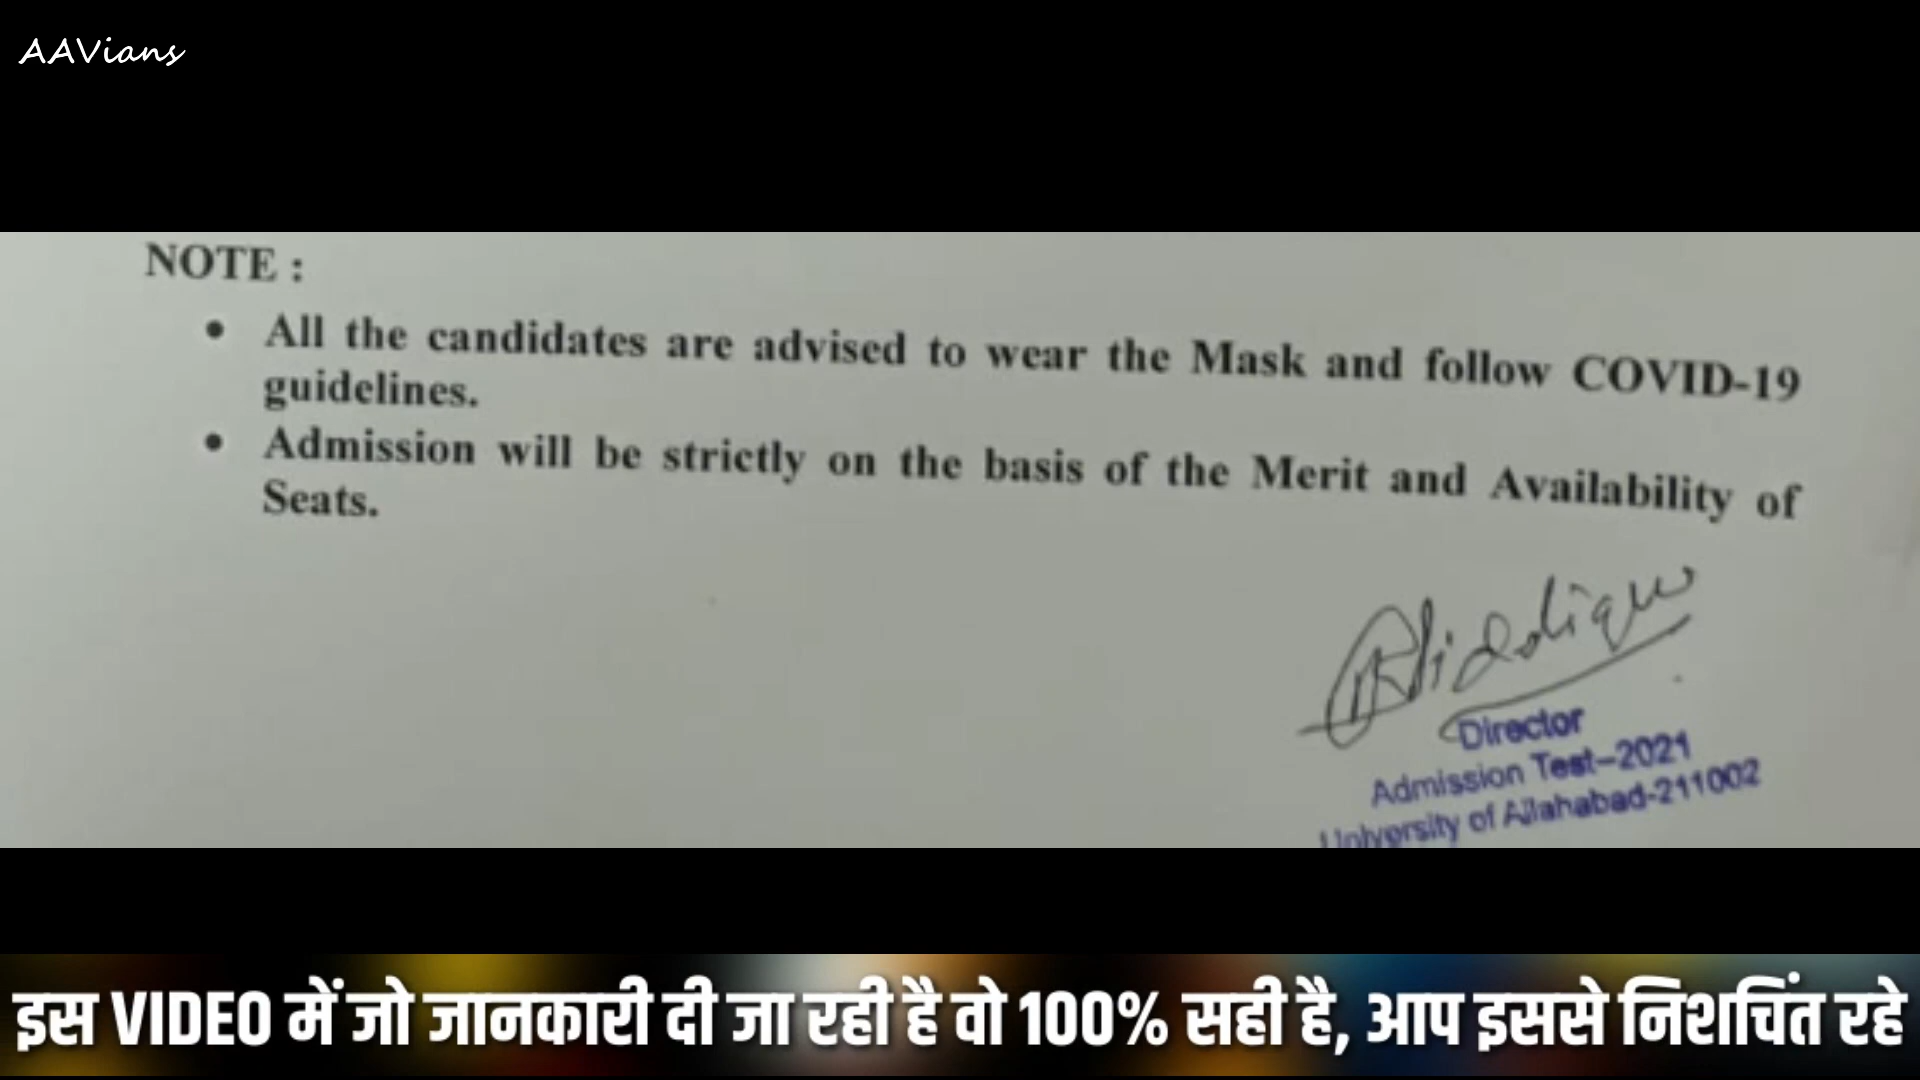 AAVians
NOTE :
• All the candidates are advised to wear the Mask and follow COVID-19
guidelines.
• Admission will be strictly on the basis of the Merit and Availability of
Seats.
Director
Admission Test-2021
University of Allahabad-211002
इस VIDEO में जो जानकारी दी जा रही है वो 100% सही है, आप इससे निशचिंत रहे